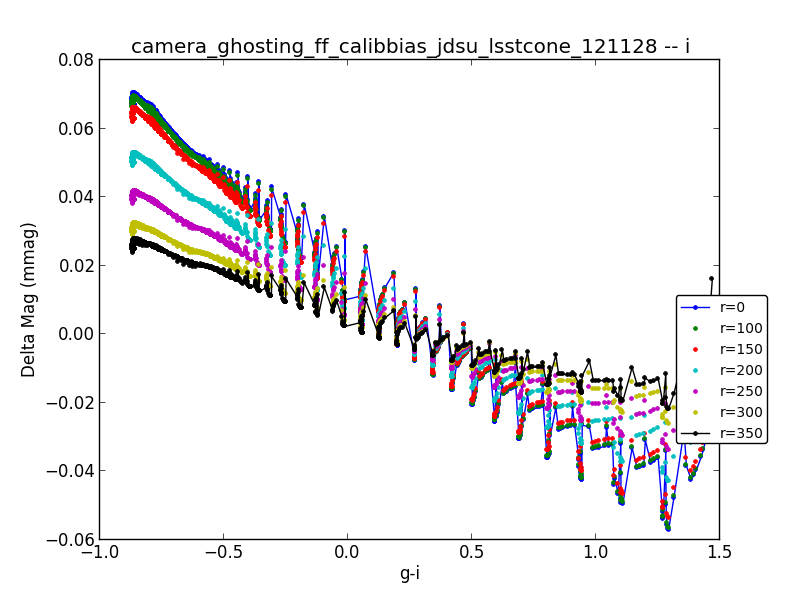 camera_ghosting_ff_calibbias_jdsu_lsstcone_121128 -- i
0.08
0.06
0.04
0.02
0.00
−0.02
−0.04
−0.06
Delta Mag (mmag)
−1.0
−0.5
0.0
0.5
1.0
1.5
g-i
r=0
r=100
r=150
r=200
r=250
r=300
r=350